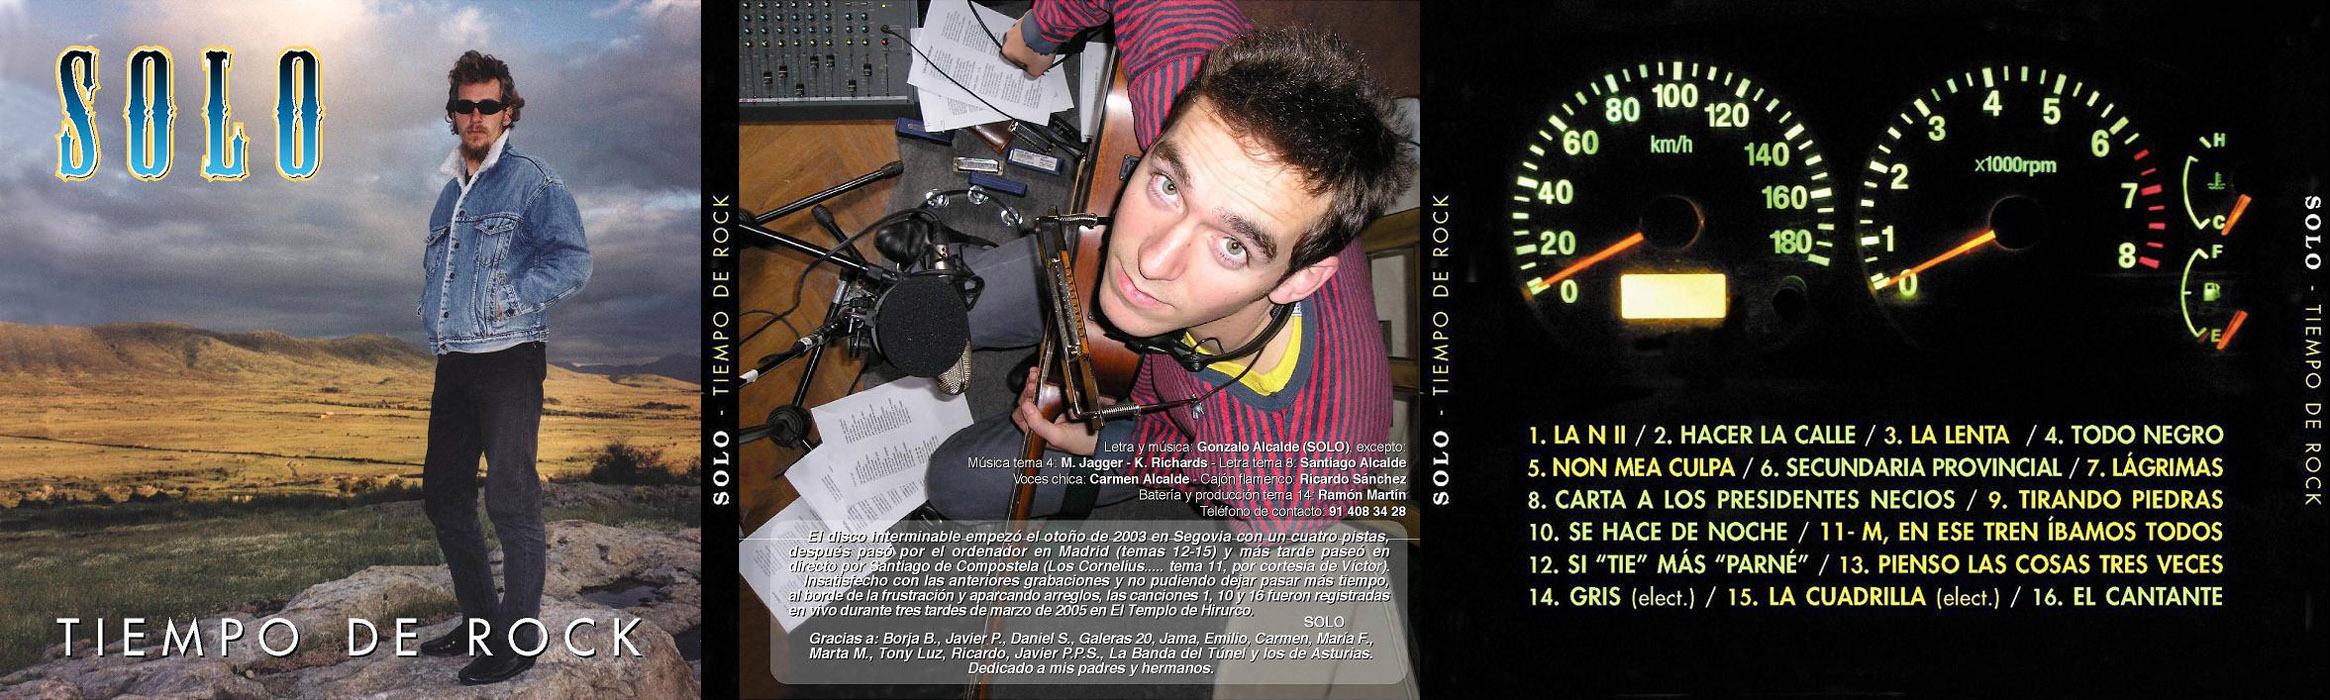 SOLO
TIEMPO DE ROCK
SOLO - TIEMPO DE ROCK
Letra y música: Gonzalo Alcalde (SOLO), excepto:
Música tema 4: M. Jagger - K. Richards - Letra tema 8: Santiago Alcalde
Voces chica: Carmen Alcalde - Cajón flamenco: Ricardo Sánchez
Batería y producción tema 14: Ramón Martín
Teléfono de contacto: 91 408 34 28
El disco interminable empezó el otoño de 2003 en Segovia con un cuatro pistas,
después pasó por el ordenador en Madrid (temas 12-15) y más tarde paseó en
directo por Santiago de Compostela (Los Cornelius..... tema 11, por cortesía de Víctor).
Insatisfecho con las anteriores grabaciones y no pudiendo dejar pasar más tiempo,
al borde de la frustración y aparcando arreglos, las canciones 1, 10 y 16 fueron registradas
en vivo durante tres tardes de marzo de 2005 en El Templo de Hirurco.
SOLO
Gracias a: Borja B., Javier P., Daniel S., Galeras 20, Jama, Emilio, Carmen, María F.,
Marta M., Tony Luz, Ricardo, Javier P.P.S., La Banda del Túnel y los de Asturias.
Dedicado a mis padres y hermanos.
SOLO - TIEMPO DE ROCK
0
20
40
60
80
100
120
140
160
180
km/h
0
1
2
3
4
5
6
7
8
x1000rpm
H
C
F
E
1. LA N II / 2. HACER LA CALLE / 3. LA LENTA / 4. TODO NEGRO
5. NON MEA CULPA / 6. SECUNDARIA PROVINCIAL / 7. LÁGRIMAS
8. CARTA A LOS PRESIDENTES NECIOS / 9. TIRANDO PIEDRAS
10. SE HACE DE NOCHE / 11- M, EN ESE TREN ÍBAMOS TODOS
12. SI "TIE" MÁS "PARNÉ" / 13. PIENSO LAS COSAS TRES VECES
14. GRIS (elect.) / 15. LA CUADRILLA (elect.) / 16. EL CANTANTE
SOLO - TIEMPO DE ROCK